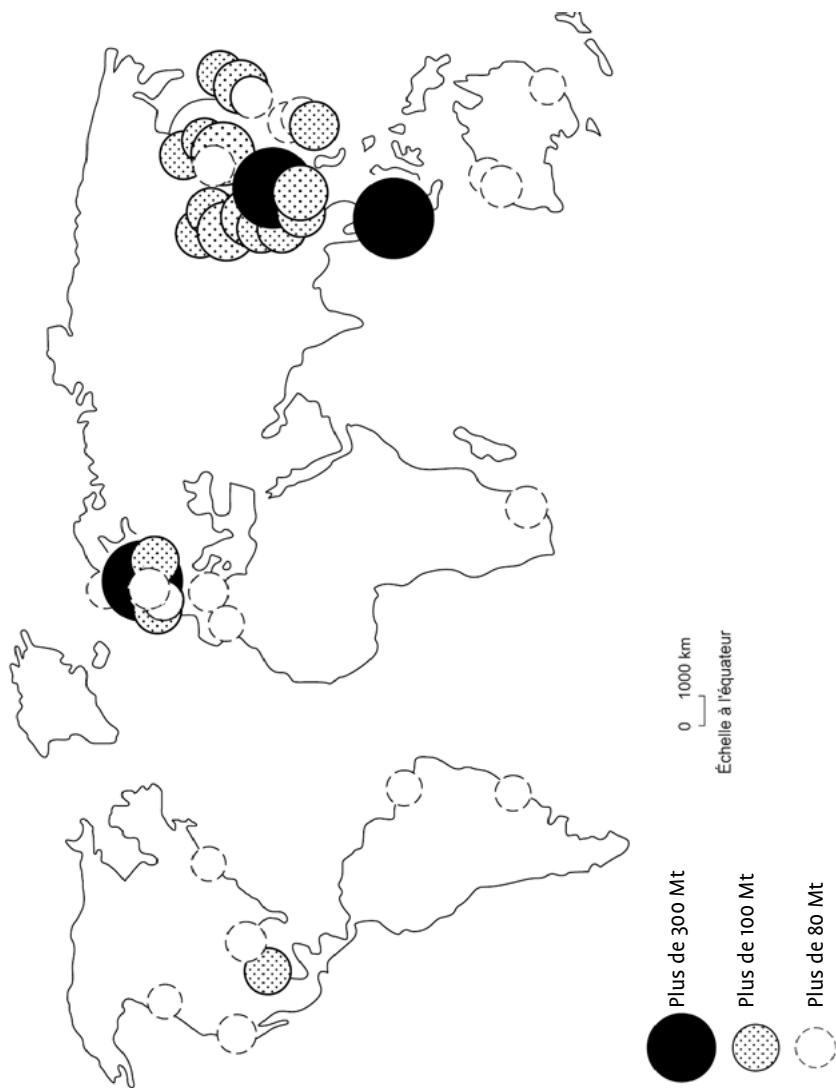 0 1000 km
Échelle à l'équateur
Plus de 300 Mt
Plus de 100 Mt
Plus de 80 Mt